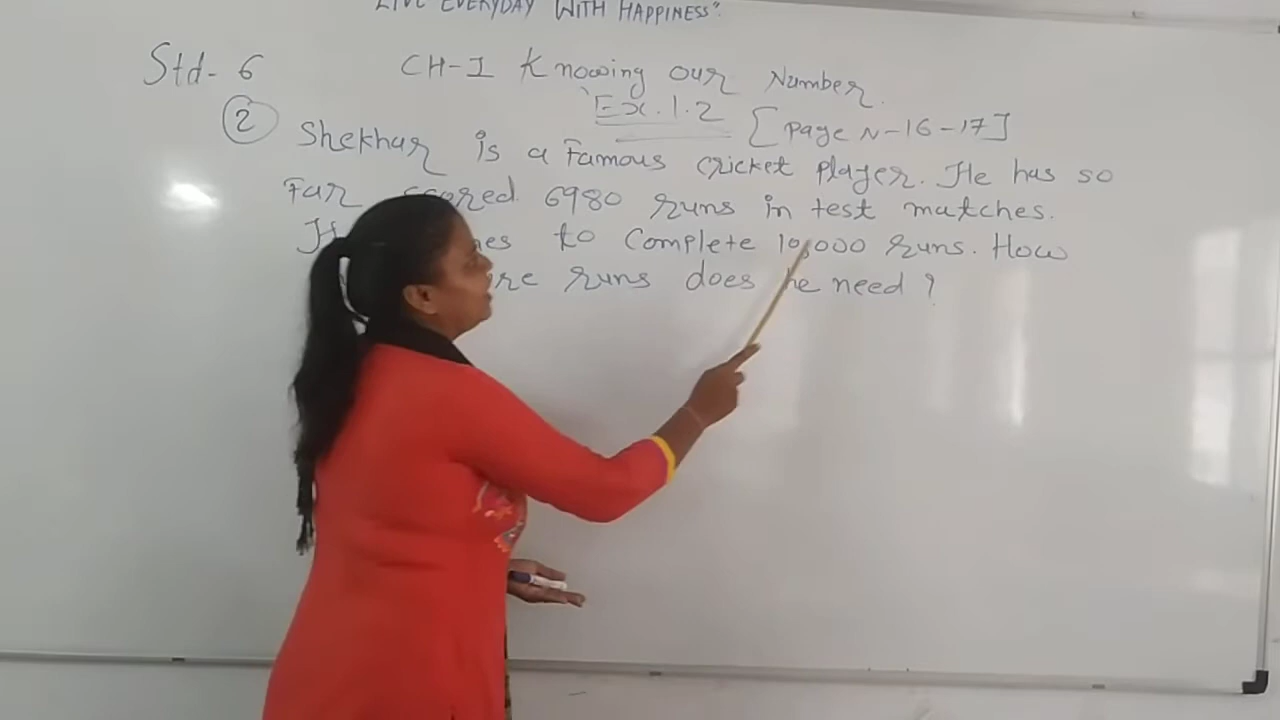 LIVE EVERYDAY WITH HAPPINESS".
Std- 6 CH-1 Knowing our Number.
Ex. 1.2 [page N-16-17]
2 Shekhar is a Famous cricket player. He has so
Far scored 6980 runs in test matches.
to Complete 10,000 runs. How
runs does he need?